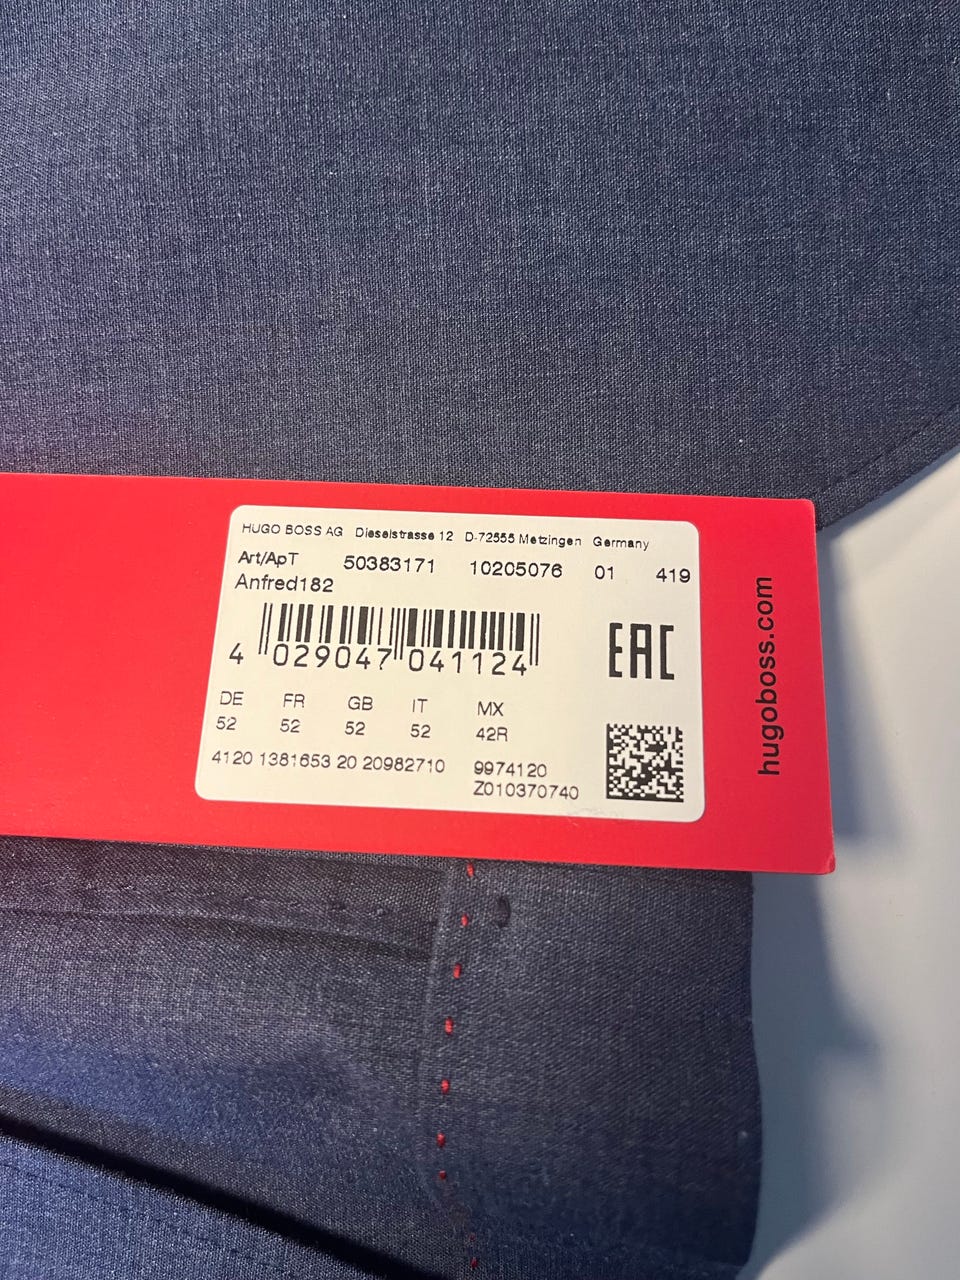 HUGO BOSS AG Dieselstrasse 12 D-72555 Metzingen Germany
Art/ApT 50383171 10205076 01 419
Anfred182
4 029047 041124
EAC
DE FR GB IT MX
52 52 52 52 42R
4120 1381653 20 20982710 9974120
Z010370740
hugoboss.com